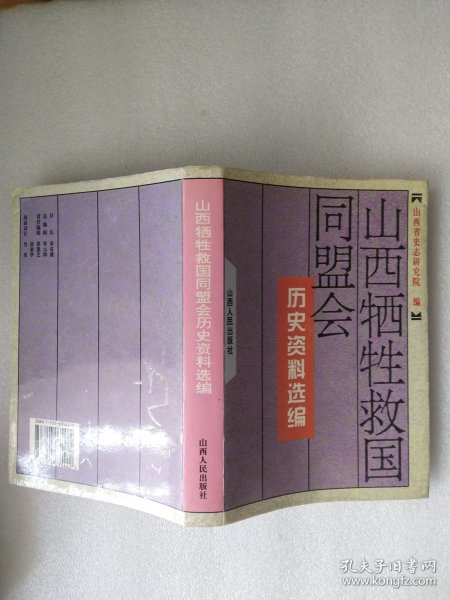 山西牺牲救国
同盟会
历史资料选编
【山西省史志研究院 编】
山西人民出版社
山西牺牲救国同盟会历史资料选编
山西人民出版社
孔夫子旧书网
www.kongfz.com